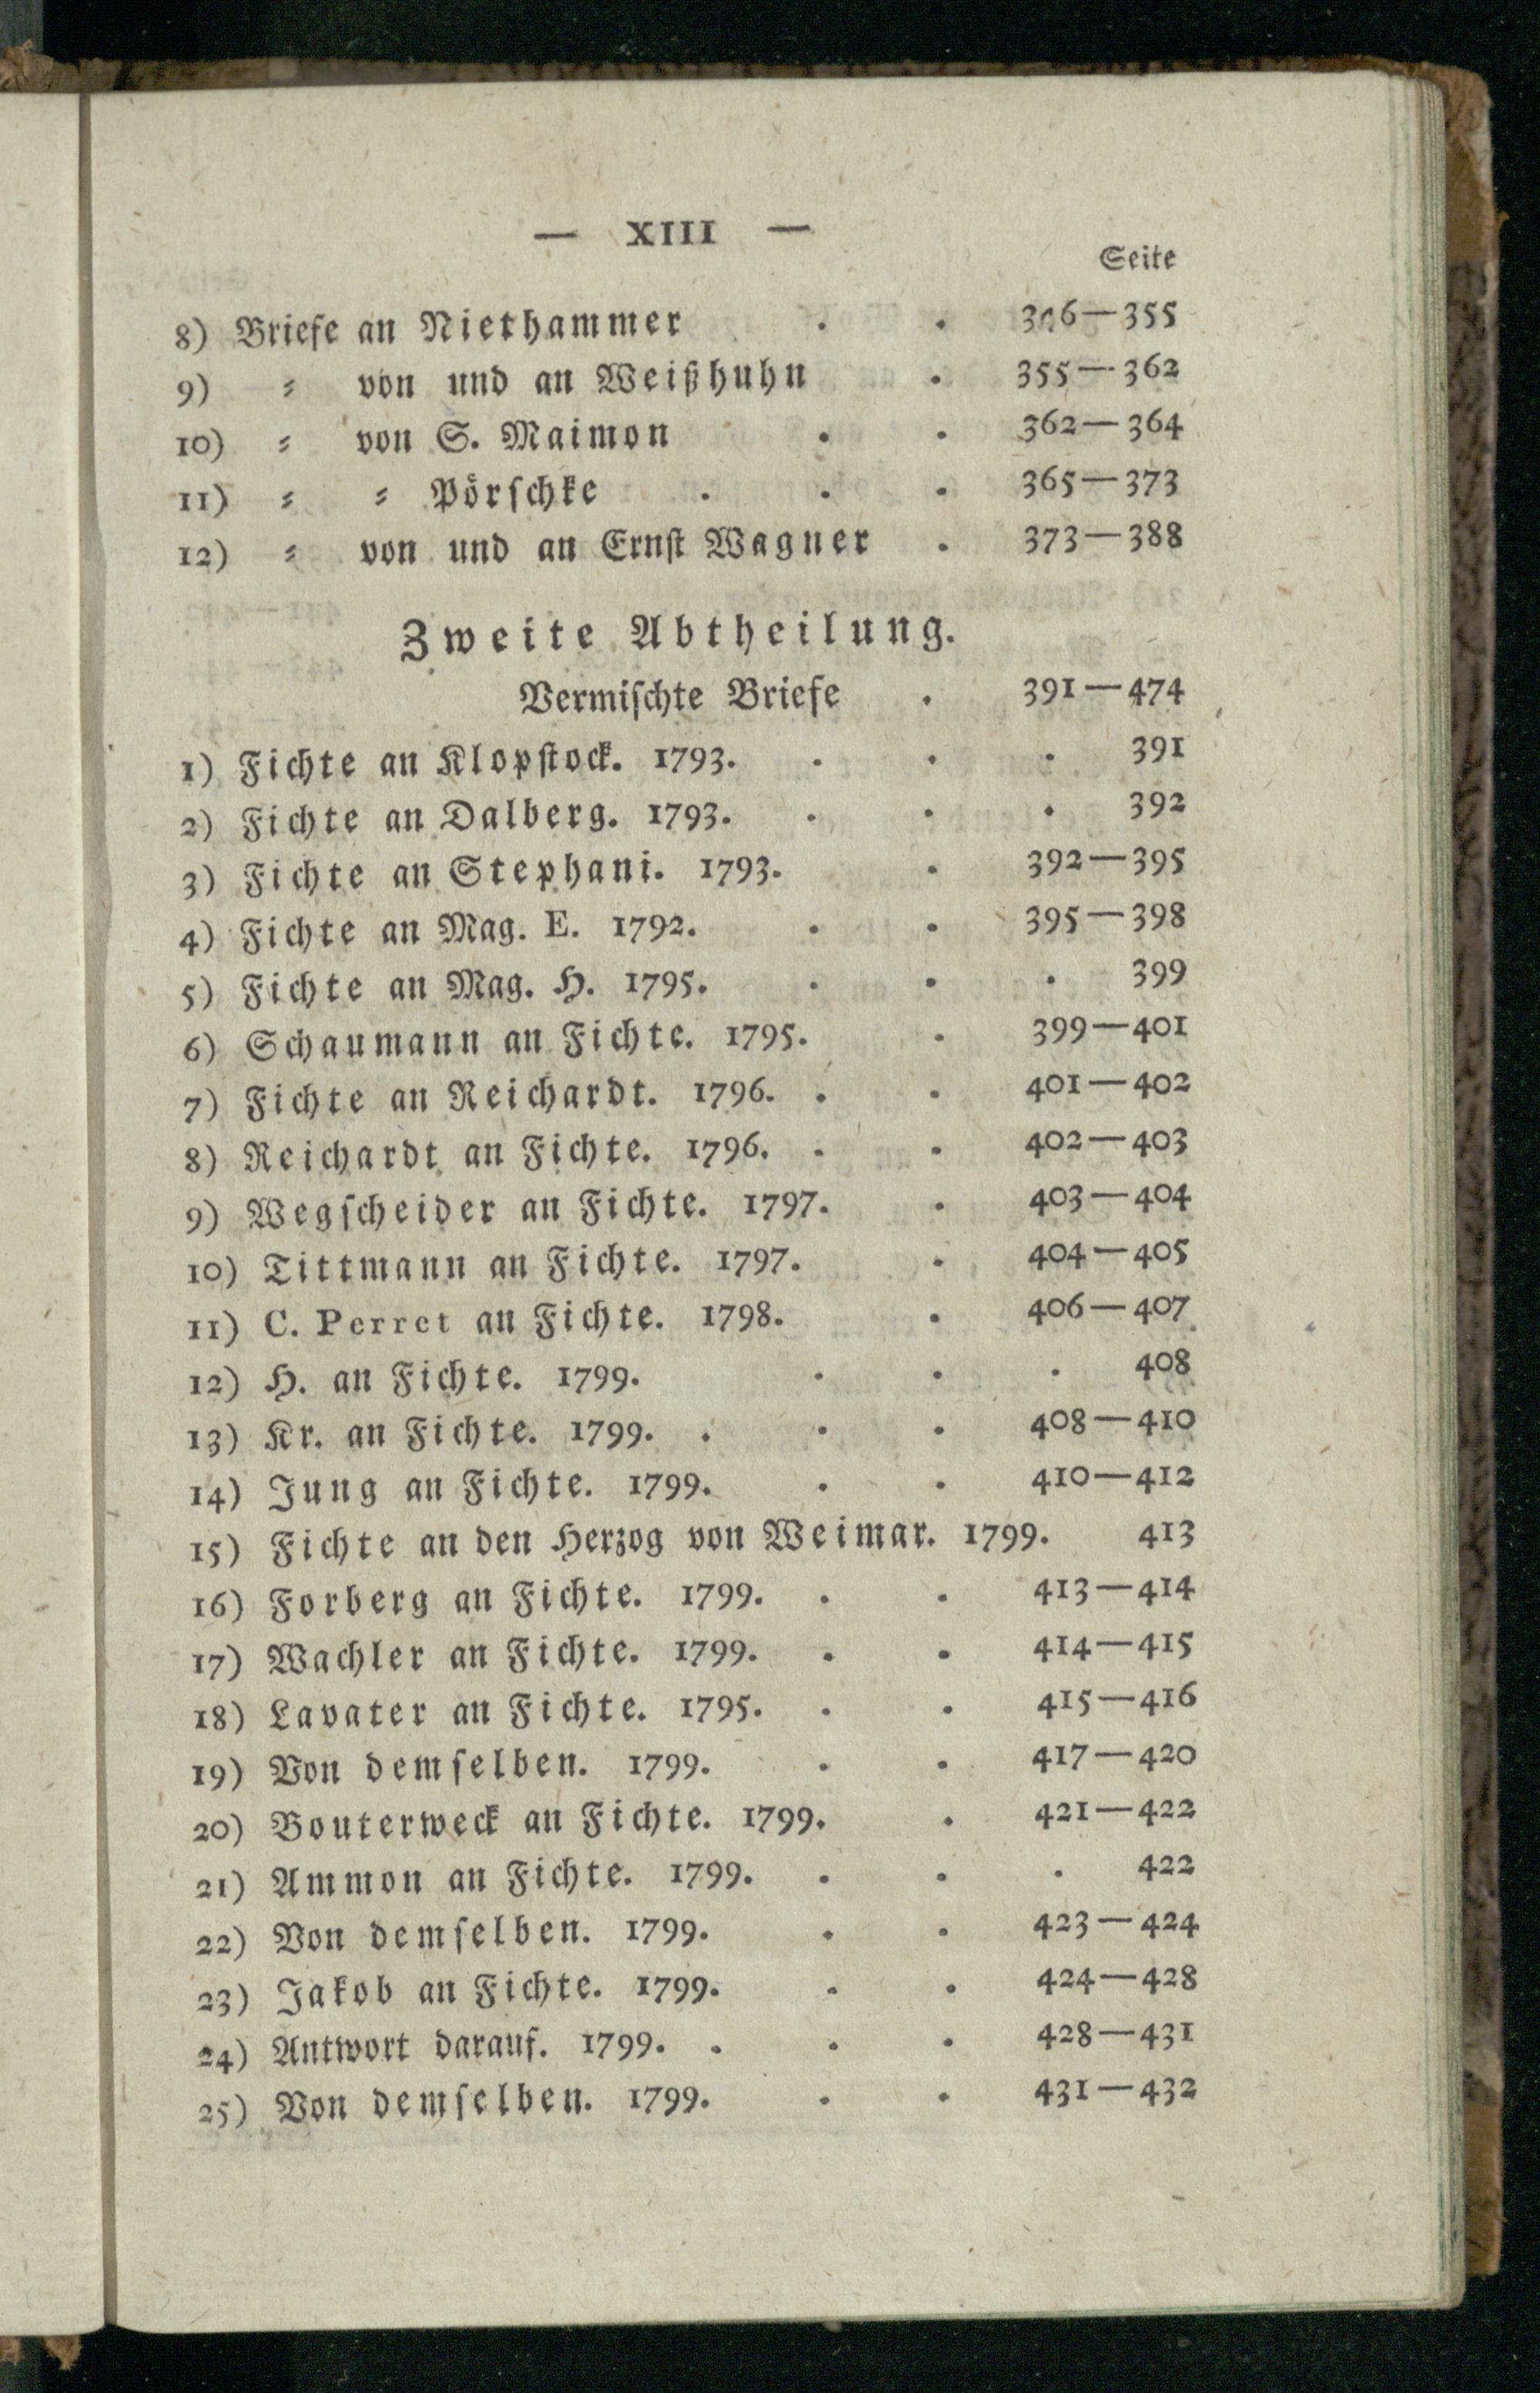 — XIII —
Seite
8) Briefe an Niethammer . . 346—355
9) ⸗ von und an Weißhuhn . 355—362
10) ⸗ von S. Maimon . . 362—364
11) ⸗ ⸗ Pörſchke . . . 365—373
12) ⸗ von und an Ernſt Wagner . 373—388
Zweite Abtheilung.
Vermiſchte Briefe . 391—474
1) Fichte an Klopſtock. 1793. . . . 391
2) Fichte an Dalberg. 1793. . . . 392
3) Fichte an Stephani. 1793. . 392—395
4) Fichte an Mag. E. 1792. . . 395—398
5) Fichte an Mag. H. 1795. . . . 399
6) Schaumann an Fichte. 1795. . 399—401
7) Fichte an Reichardt. 1796. . . 401—402
8) Reichardt an Fichte. 1796. . . 402—403
9) Wegſcheider an Fichte. 1797. . 403—404
10) Tittmann an Fichte. 1797. . 404—405
11) C. Perret an Fichte. 1798. . 406—407
12) H. an Fichte. 1799. . . . 408
13) Kr. an Fichte. 1799. . . . 408—410
14) Jung an Fichte. 1799. . . 410—412
15) Fichte an den Herzog von Weimar. 1799. 413
16) Forberg an Fichte. 1799. . . 413—414
17) Wachler an Fichte. 1799. . . 414—415
18) Lavater an Fichte. 1795. . . 415—416
19) Von demſelben. 1799. . . 417—420
20) Bouterweck an Fichte. 1799. . 421—422
21) Ammon an Fichte. 1799. . . . 422
22) Von demſelben. 1799. . . 423—424
23) Jakob an Fichte. 1799. . . 424—428
24) Antwort darauf. 1799. . . . 428—431
25) Von demſelben. 1799. . . 431—432